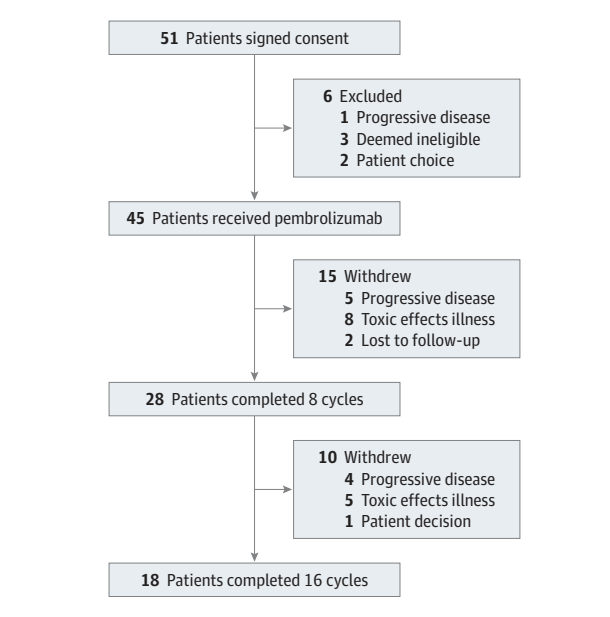 51 Patients signed consent
6 Excluded
1 Progressive disease
3 Deemed ineligible
2 Patient choice
45 Patients received pembrolizumab
15 Withdrew
5 Progressive disease
8 Toxic effects illness
2 Lost to follow-up
28 Patients completed 8 cycles
10 Withdrew
4 Progressive disease
5 Toxic effects illness
1 Patient decision
18 Patients completed 16 cycles